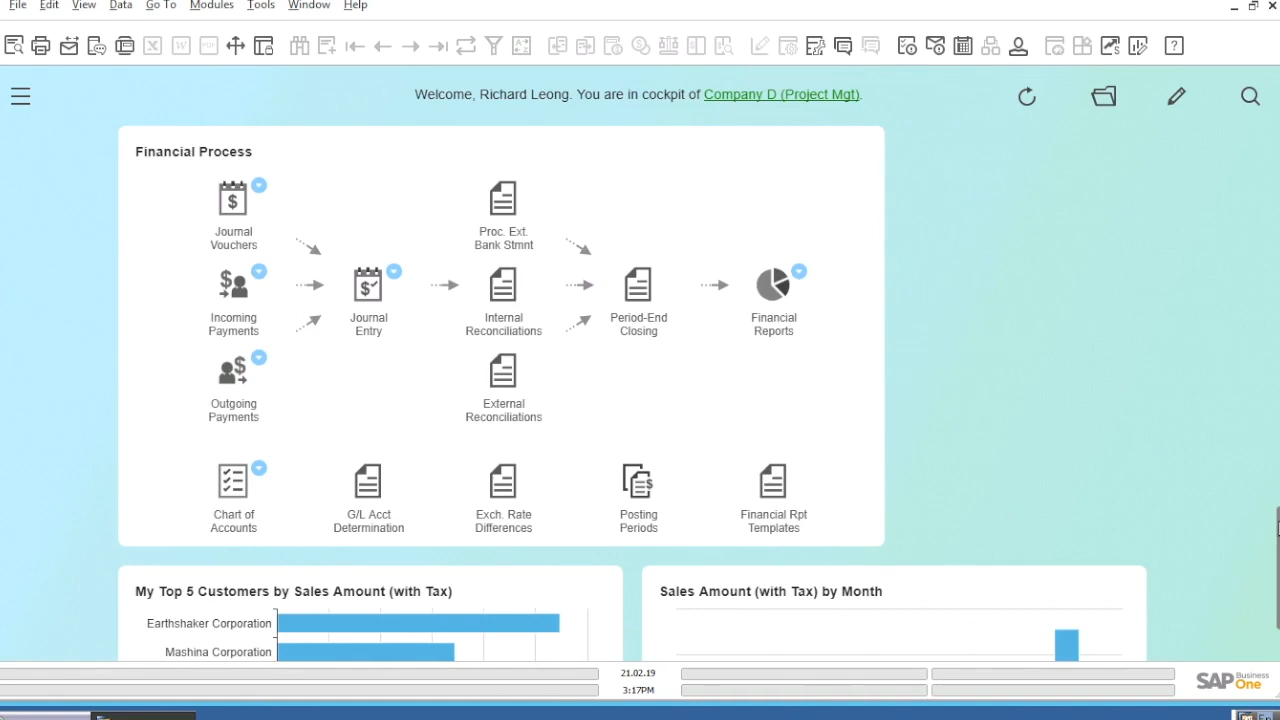 File Edit View Data Go To Modules Tools Window Help
Welcome, Richard Leong. You are in cockpit of Company D (Project Mgt).
Financial Process
Journal
Vouchers
Proc. Ext.
Bank Stmnt
Incoming
Payments
Journal
Entry
Internal
Reconciliations
Period-End
Closing
Financial
Reports
Outgoing
Payments
External
Reconciliations
Chart of
Accounts
G/L Acct
Determination
Exch. Rate
Differences
Posting
Periods
Financial Rpt
Templates
My Top 5 Customers by Sales Amount (with Tax)
Earthshaker Corporation
Mashina Corporation
Sales Amount (with Tax) by Month
21.02.19
3:17PM
SAP Business One